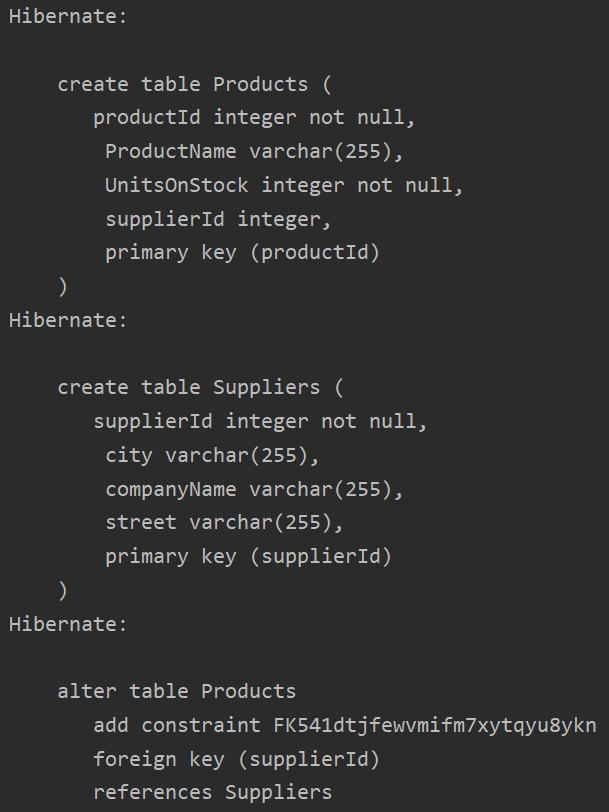 Hibernate:
create table Products (
productId integer not null,
ProductName varchar(255),
UnitsOnStock integer not null,
supplierId integer,
primary key (productId)
)
Hibernate:
create table Suppliers (
supplierId integer not null,
city varchar(255),
companyName varchar(255),
street varchar(255),
primary key (supplierId)
)
Hibernate:
alter table Products
add constraint FK541dtjfewvmifm7xytqyu8ykn
foreign key (supplierId)
references Suppliers